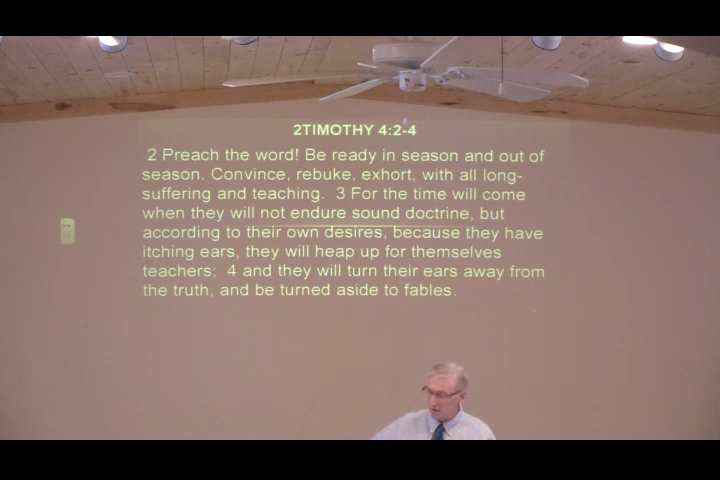 2TIMOTHY 4:2-4
2 Preach the word! Be ready in season and out of
season. Convince, rebuke, exhort, with all long-
suffering and teaching. 3 For the time will come
when they will not endure sound doctrine, but
according to their own desires, because they have
itching ears, they will heap up for themselves
teachers; 4 and they will turn their ears away from
the truth, and be turned aside to fables.